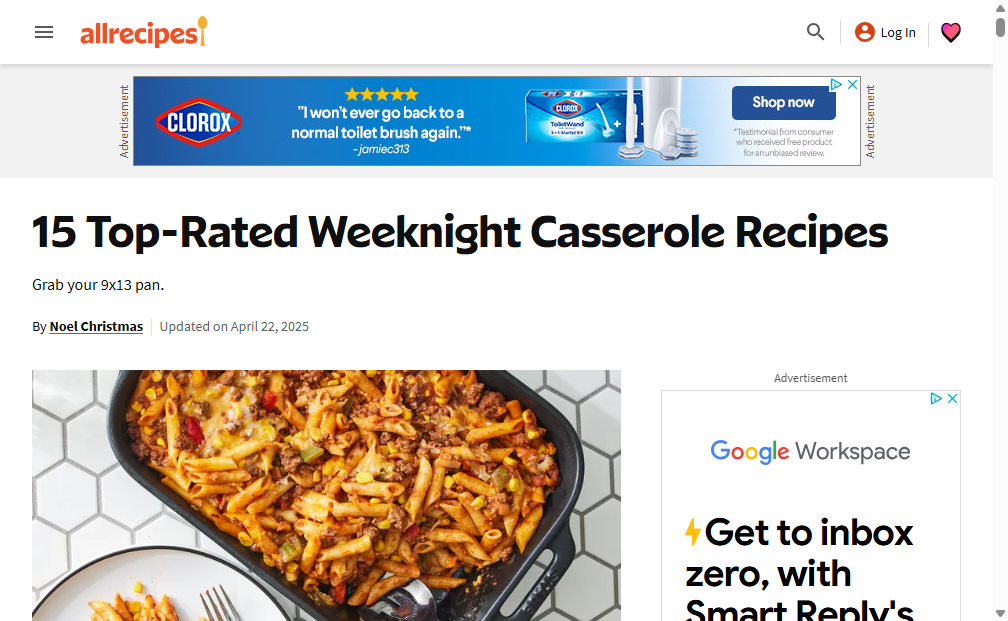 allrecipes
Log In
Advertisement
CLOROX
"I won't ever go back to a
normal toilet brush again."*
-jamiec313
CLOROX
ToiletWand
Shop now
*Testimonial from consumer
who received free product
for an unbiased review.
Advertisement
15 Top-Rated Weeknight Casserole Recipes
Grab your 9x13 pan.
By Noel Christmas
Updated on April 22, 2025
Advertisement
Google Workspace
Get to inbox
zero, with
Smart Reply's